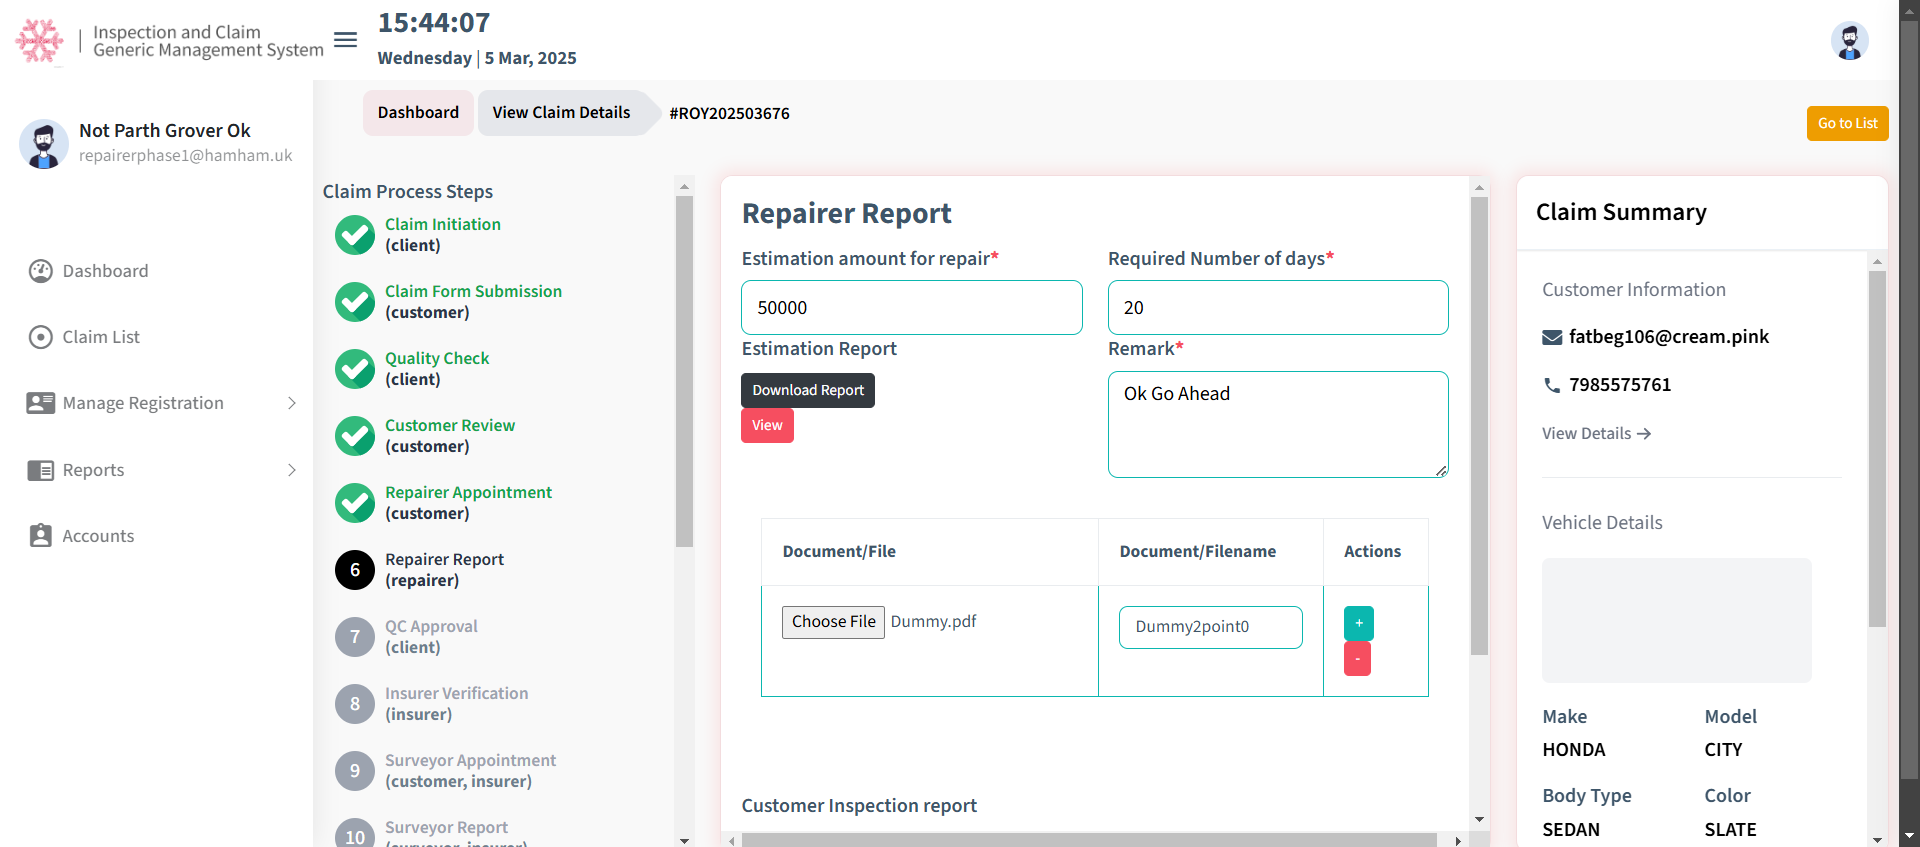 Inspection and Claim
Generic Management System
15:44:07
Wednesday | 5 Mar, 2025
Not Parth Grover Ok
repairerphase1@hamham.uk
Dashboard
Claim List
Manage Registration
Reports
Accounts
Dashboard
View Claim Details
#ROY202503676
Go to List
Claim Process Steps
Claim Initiation
(client)
Claim Form Submission
(customer)
Quality Check
(client)
Customer Review
(customer)
Repairer Appointment
(customer)
6
Repairer Report
(repairer)
7
QC Approval
(client)
8
Insurer Verification
(insurer)
9
Surveyor Appointment
(customer, insurer)
10
Surveyor Report
(surveyor, insurer)
Repairer Report
Estimation amount for repair*
50000
Required Number of days*
20
Estimation Report
Download Report
View
Remark*
Ok Go Ahead
Document/File
Document/Filename
Actions
Choose File Dummy.pdf
Dummy2point0
+
-
Customer Inspection report
Claim Summary
Customer Information
fatbeg106@cream.pink
7985575761
View Details →
Vehicle Details
Make
HONDA
Model
CITY
Body Type
SEDAN
Color
SLATE